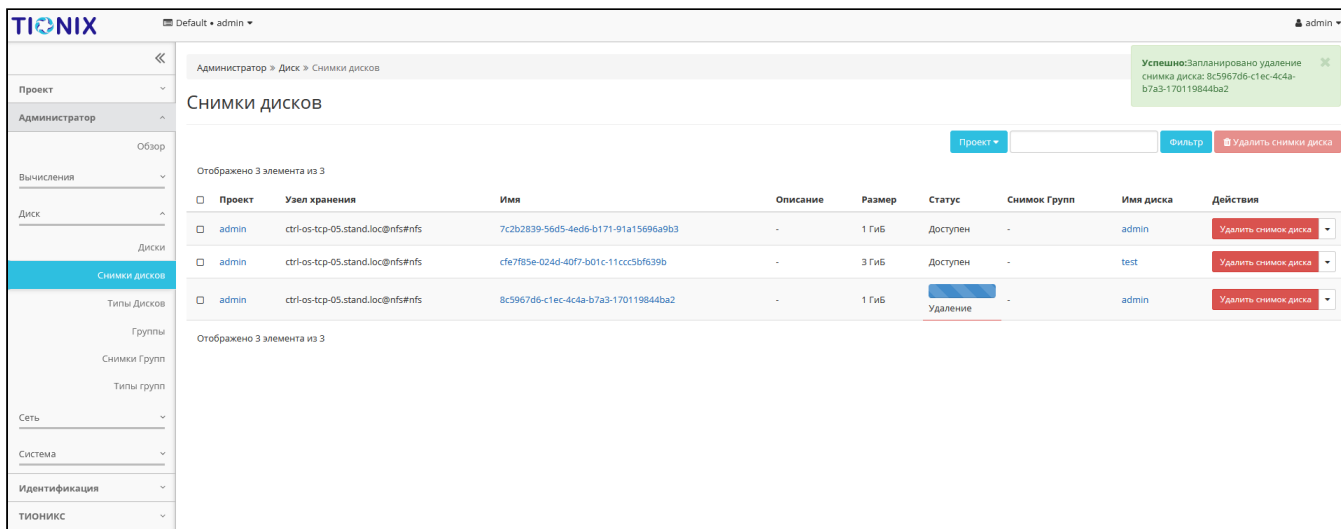 TIONIX
Default • admin
admin
Администратор » Диск » Снимки дисков
Успешно:Запланировано удаление
снимка диска: 8c5967d6-c1ec-4c4a-
b7a3-170119844ba2
Проект
Администратор
Обзор
Вычисления
Диск
Диски
Снимки дисков
Типы Дисков
Группы
Снимки Групп
Типы групп
Сеть
Система
Идентификация
ТИОНИКС
Снимки дисков
Проект Фильтр Удалить снимки диска
Отображено 3 элемента из 3
Проект Узел хранения Имя Описание Размер Статус Снимок Групп Имя диска Действия
admin ctrl-os-tcp-05.stand.loc@nfs#nfs 7c2b2839-56d5-4ed6-b171-91a15696a9b3 - 1 ГиБ Доступен - admin Удалить снимок диска
admin ctrl-os-tcp-05.stand.loc@nfs#nfs cfe7f85e-024d-40f7-b01c-11ccc5bf639b - 3 ГиБ Доступен - test Удалить снимок диска
admin ctrl-os-tcp-05.stand.loc@nfs#nfs 8c5967d6-c1ec-4c4a-b7a3-170119844ba2 - 1 ГиБ Удаление - admin Удалить снимок диска
Отображено 3 элемента из 3